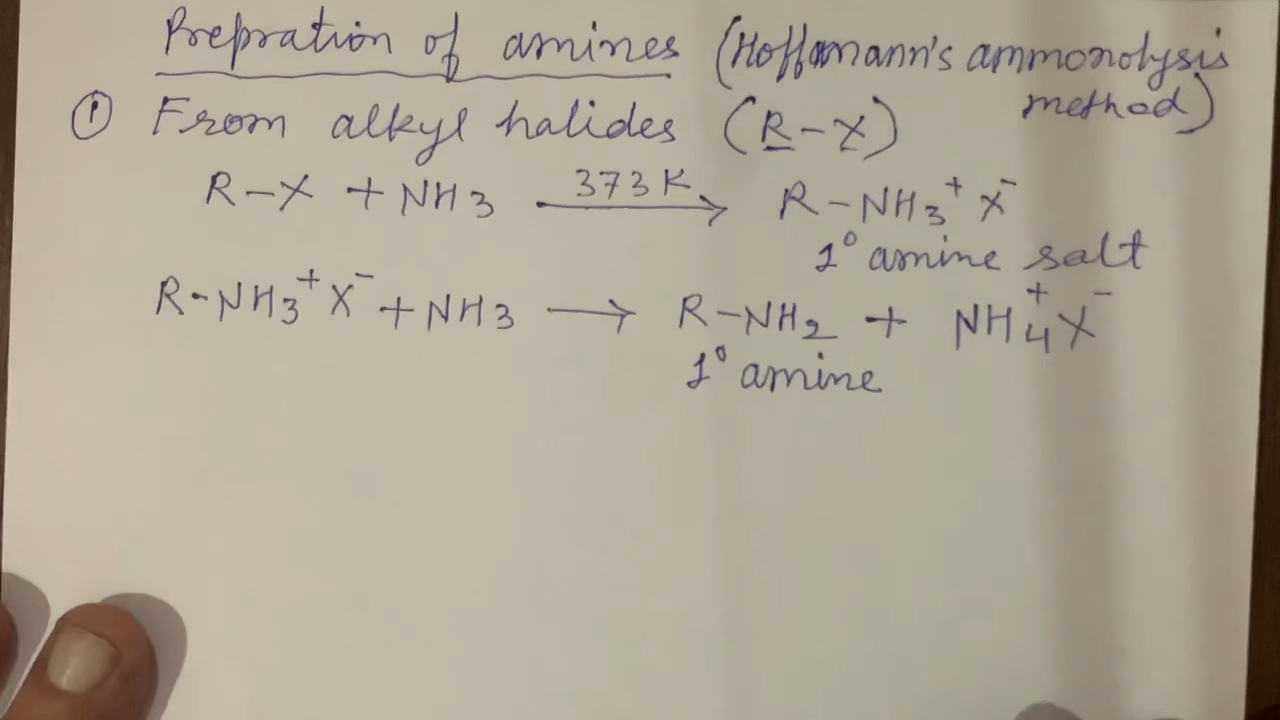 Prepration of amines (Hoffmann's ammonolysis
method)
① From alkyl halides (R-X)
R-X + NH3 373 K → R-NH3⁺ X⁻
1° amine salt
R-NH3⁺X⁻ + NH3 → R-NH2 + NH4⁺X⁻
1° amine